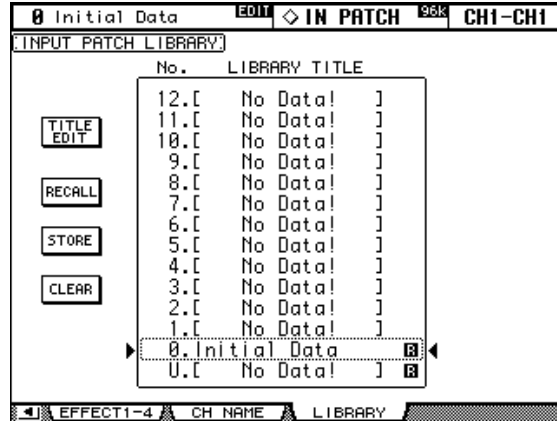 0 Initial Data EDIT ◇ IN PATCH 96k CH1-CH1
INPUT PATCH LIBRARY
No. LIBRARY TITLE
12.[ No Data! ]
11.[ No Data! ]
10.[ No Data! ]
9.[ No Data! ]
8.[ No Data! ]
7.[ No Data! ]
6.[ No Data! ]
5.[ No Data! ]
4.[ No Data! ]
3.[ No Data! ]
2.[ No Data! ]
1.[ No Data! ]
0.Initial Data R
U.[ No Data! ] R
TITLE
EDIT
RECALL
STORE
CLEAR
EFFECT1-4 CH NAME LIBRARY